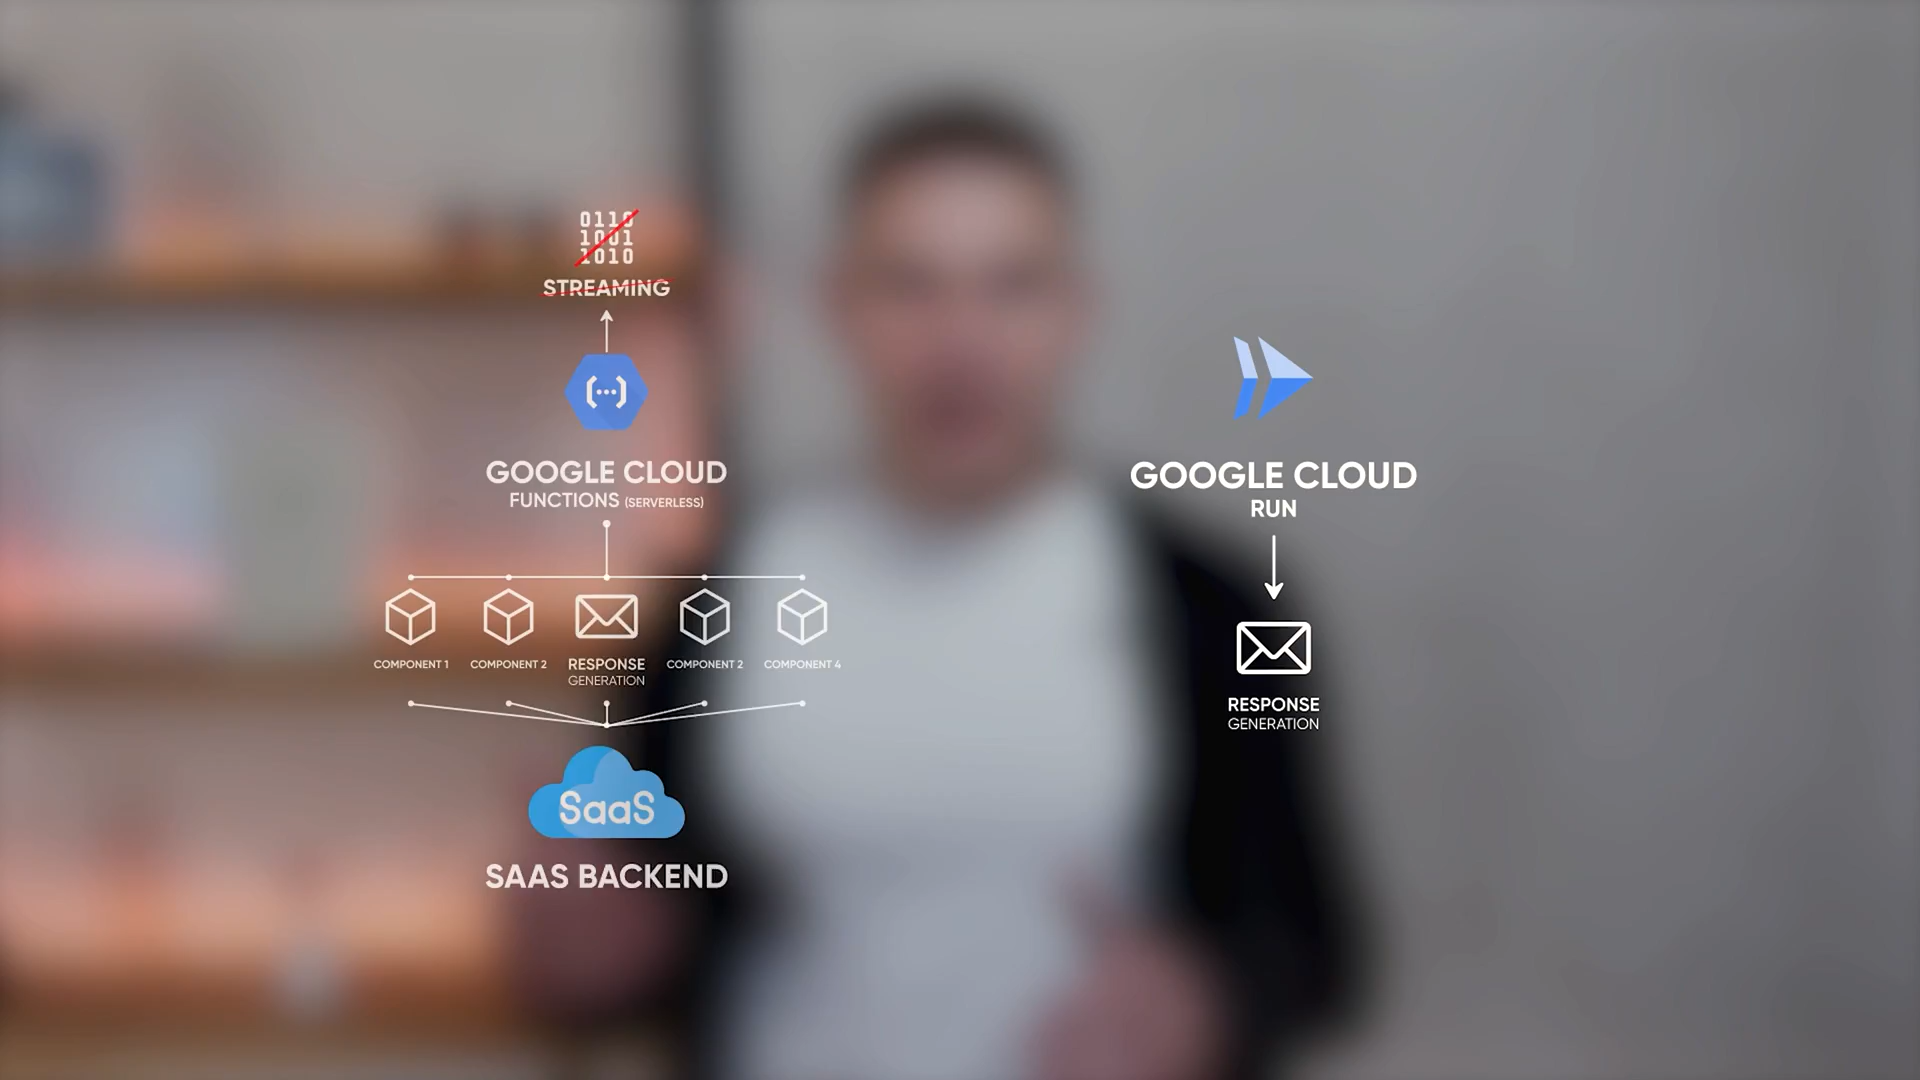 0110
1001
1010
STREAMING
GOOGLE CLOUD
FUNCTIONS (SERVERLESS)
COMPONENT 1
COMPONENT 2
RESPONSE
GENERATION
COMPONENT 2
COMPONENT 4
SaaS
SAAS BACKEND
GOOGLE CLOUD
RUN
RESPONSE
GENERATION